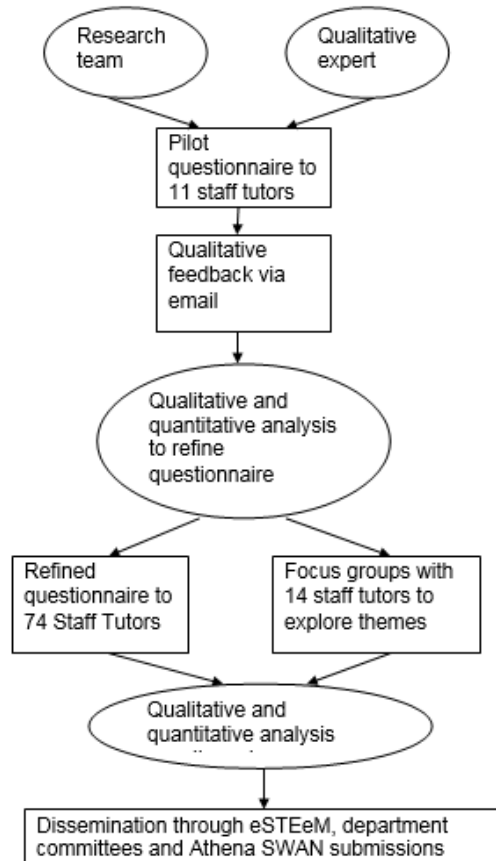 Research
team
Qualitative
expert
Pilot
questionnaire to
11 staff tutors
Qualitative
feedback via
email
Qualitative and
quantitative analysis
to refine
questionnaire
Refined
questionnaire to
74 Staff Tutors
Focus groups with
14 staff tutors to
explore themes
Qualitative and
quantitative analysis
Dissemination through eSTEeM, department
committees and Athena SWAN submissions